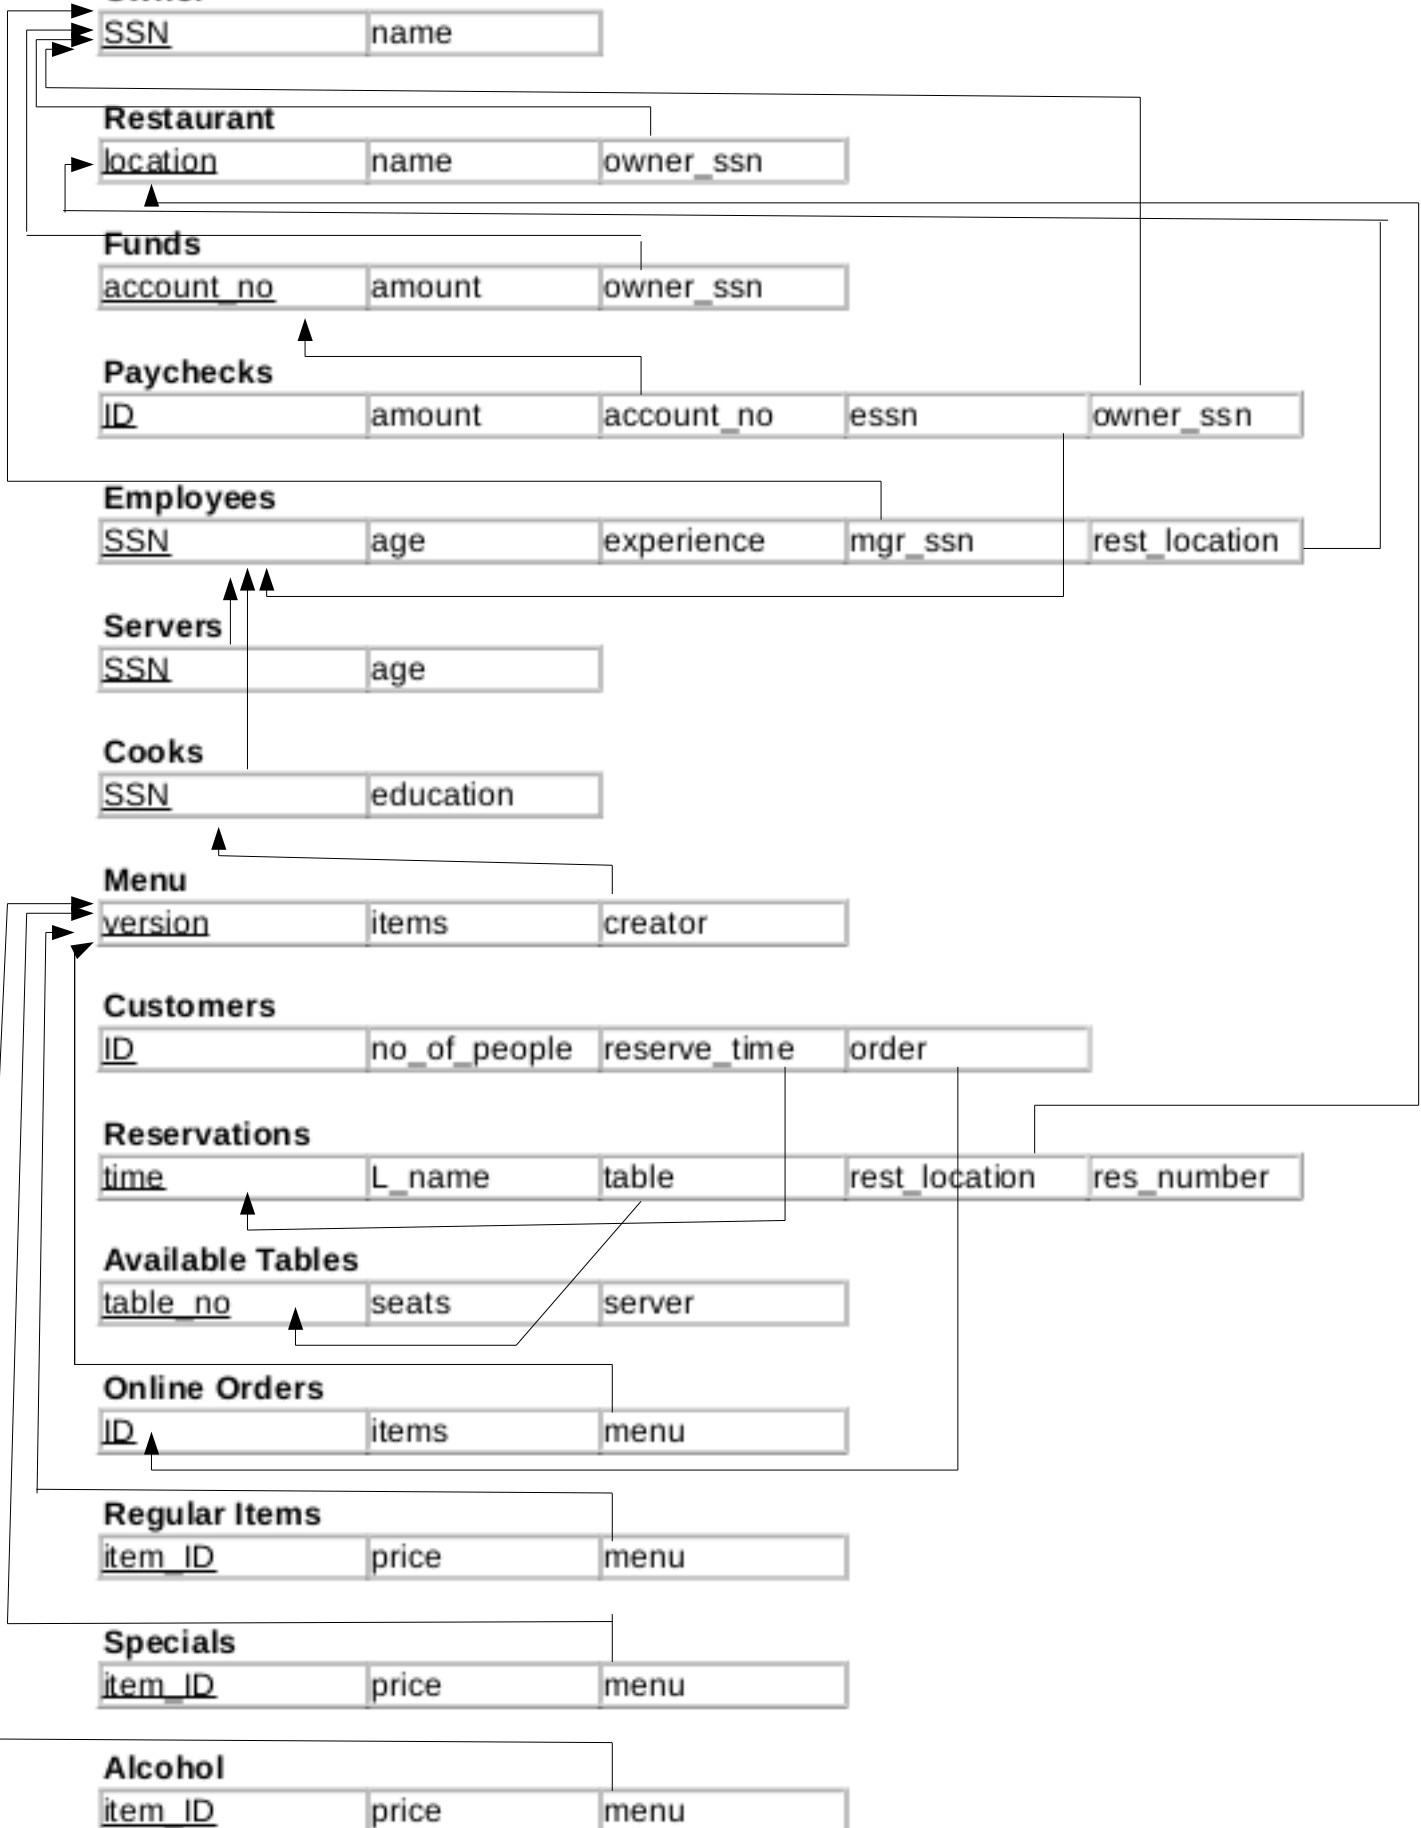 SSN name
Restaurant
location name owner_ssn
Funds
account_no amount owner_ssn
Paychecks
ID amount account_no essn owner_ssn
Employees
SSN age experience mgr_ssn rest_location
Servers
SSN age
Cooks
SSN education
Menu
version items creator
Customers
ID no_of_people reserve_time order
Reservations
time L_name table rest_location res_number
Available Tables
table_no seats server
Online Orders
ID items menu
Regular Items
item_ID price menu
Specials
item_ID price menu
Alcohol
item_ID price menu